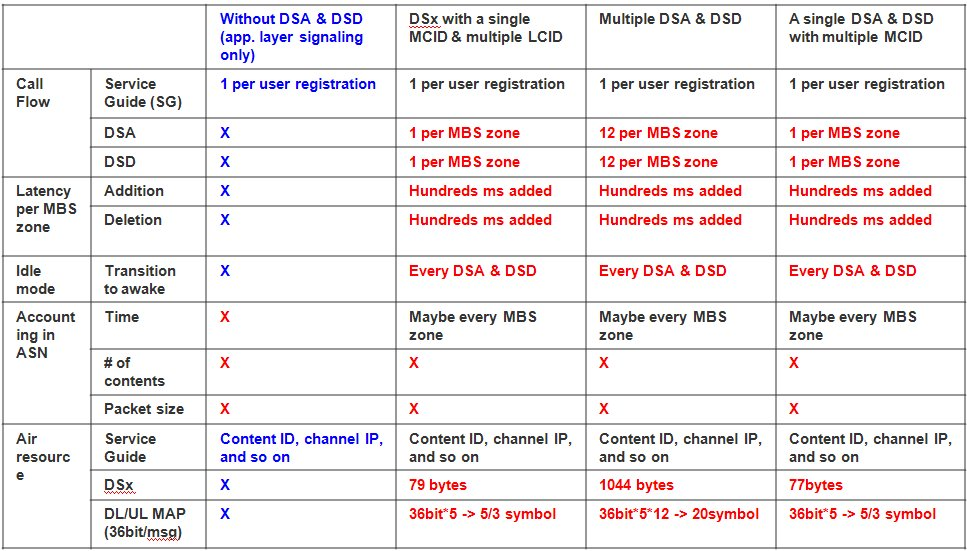 Without DSA & DSD
(app. layer signaling
only)
DSx with a single
MCID & multiple LCID
Multiple DSA & DSD
A single DSA & DSD
with multiple MCID
Call
Flow
Service
Guide (SG)
1 per user registration
1 per user registration
1 per user registration
1 per user registration
DSA
X
1 per MBS zone
12 per MBS zone
1 per MBS zone
DSD
X
1 per MBS zone
12 per MBS zone
1 per MBS zone
Latency
per MBS
zone
Addition
X
Hundreds ms added
Hundreds ms added
Hundreds ms added
Deletion
X
Hundreds ms added
Hundreds ms added
Hundreds ms added
Idle
mode
Transition
to awake
X
Every DSA & DSD
Every DSA & DSD
Every DSA & DSD
Account
ing in
ASN
Time
X
Maybe every MBS
zone
Maybe every MBS
zone
Maybe every MBS
zone
# of
contents
X
X
X
X
Packet size
X
X
X
X
Air
resourc
e
Service
Guide
Content ID, channel IP,
and so on
Content ID, channel IP,
and so on
Content ID, channel IP,
and so on
Content ID, channel IP,
and so on
DSx
X
79 bytes
1044 bytes
77bytes
DL/UL MAP
(36bit/msg)
X
36bit*5 -> 5/3 symbol
36bit*5*12 -> 20symbol
36bit*5 -> 5/3 symbol